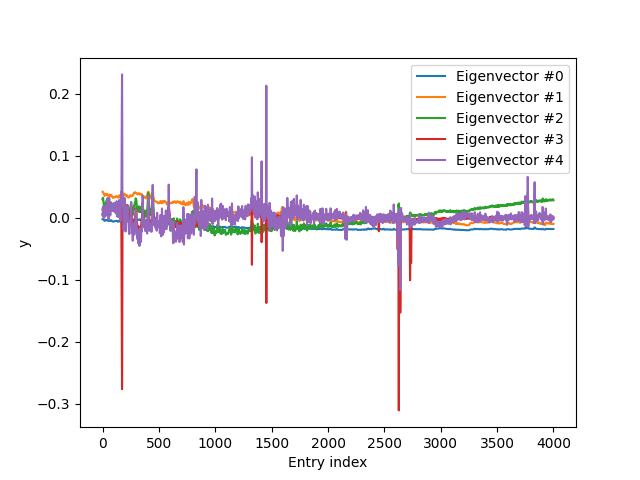 Eigenvector #0
Eigenvector #1
Eigenvector #2
Eigenvector #3
Eigenvector #4
0.2
0.1
0.0
−0.1
−0.2
−0.3
y
0 500 1000 1500 2000 2500 3000 3500 4000
Entry index